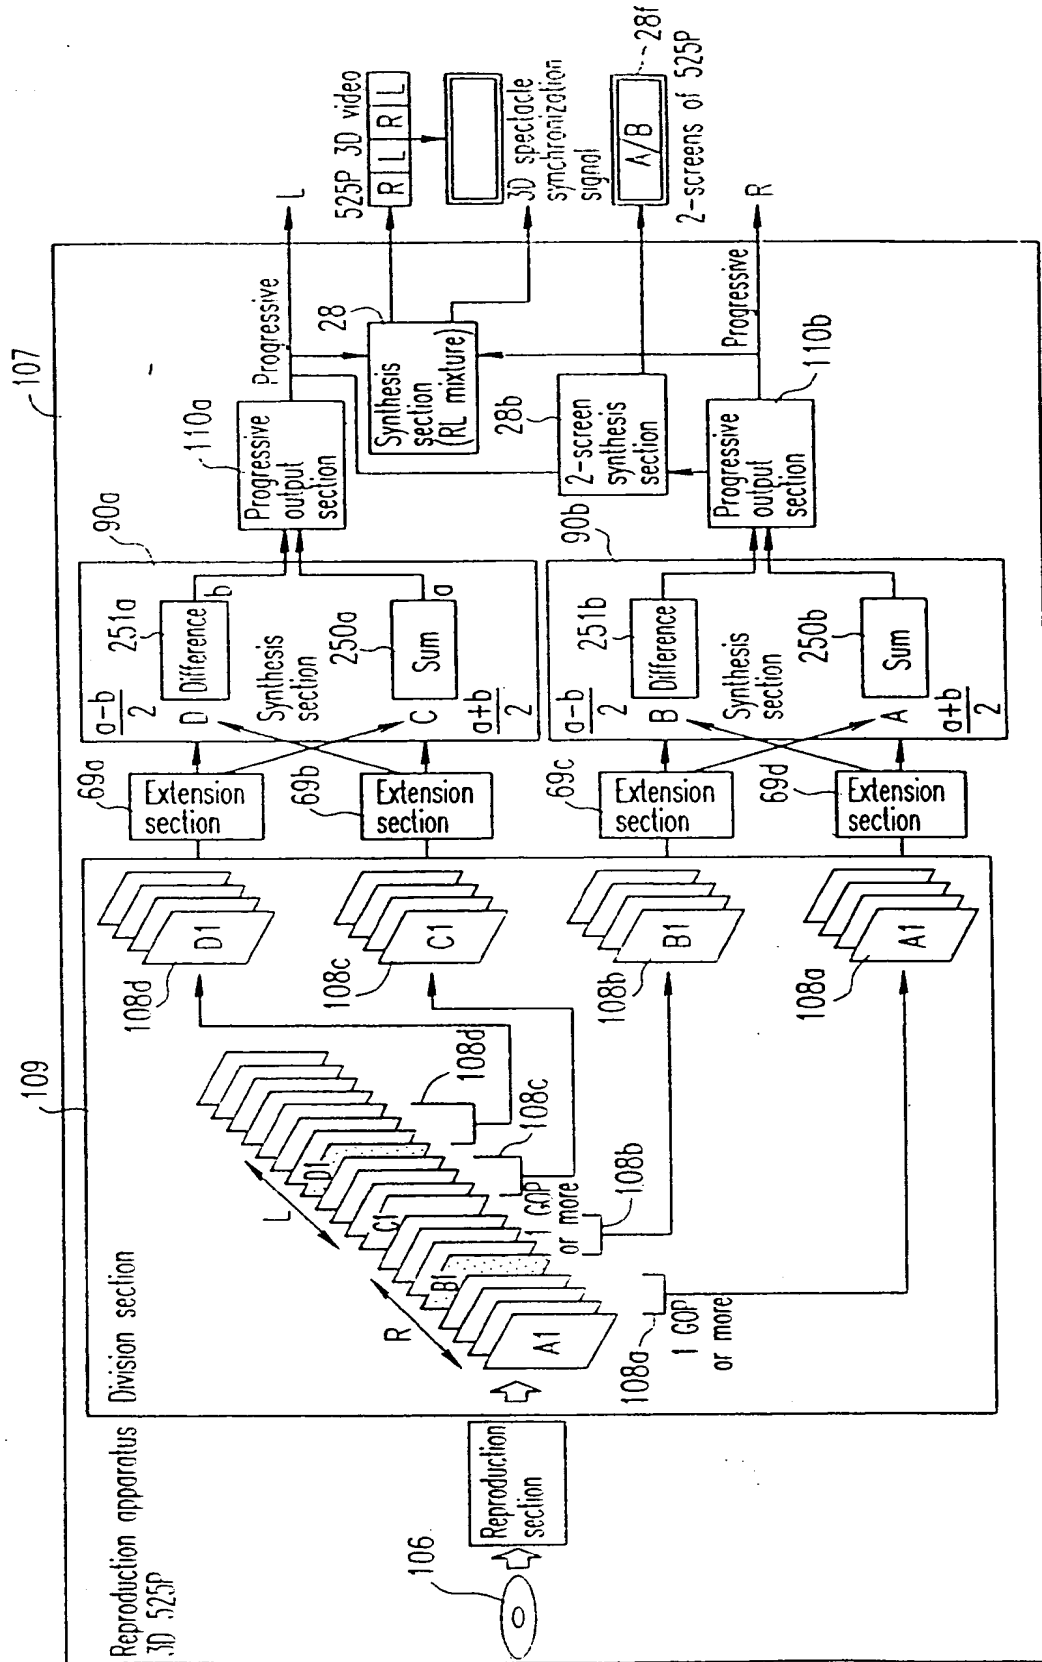 Reproduction apparatus
3D 525P
107
106
Reproduction
section
109
Division section
A1
B1
C1
D1
R
L
108a
1 GOP
or more
108b
1 GOP
or more
108c
108d
108d
D1
108c
C1
108b
B1
108a
A1
69a
Extension
section
69b
Extension
section
69c
Extension
section
69d
Extension
section
90a
a-b
2
D
251a
Difference
b
Synthesis
section
250a
C
Sum
a
a+b
2
90b
a-b
2
B
251b
Difference
Synthesis
section
250b
A
Sum
a+b
2
110a
Progressive
output
section
110b
Progressive
output
section
Progressive
L
28
Synthesis
section
(RL mixture)
28b
2-screen
synthesis
section
Progressive
R
525P 3D video
R L R L
3D spectacle
synchronization
signal
28f
A/B
2-screens of 525P